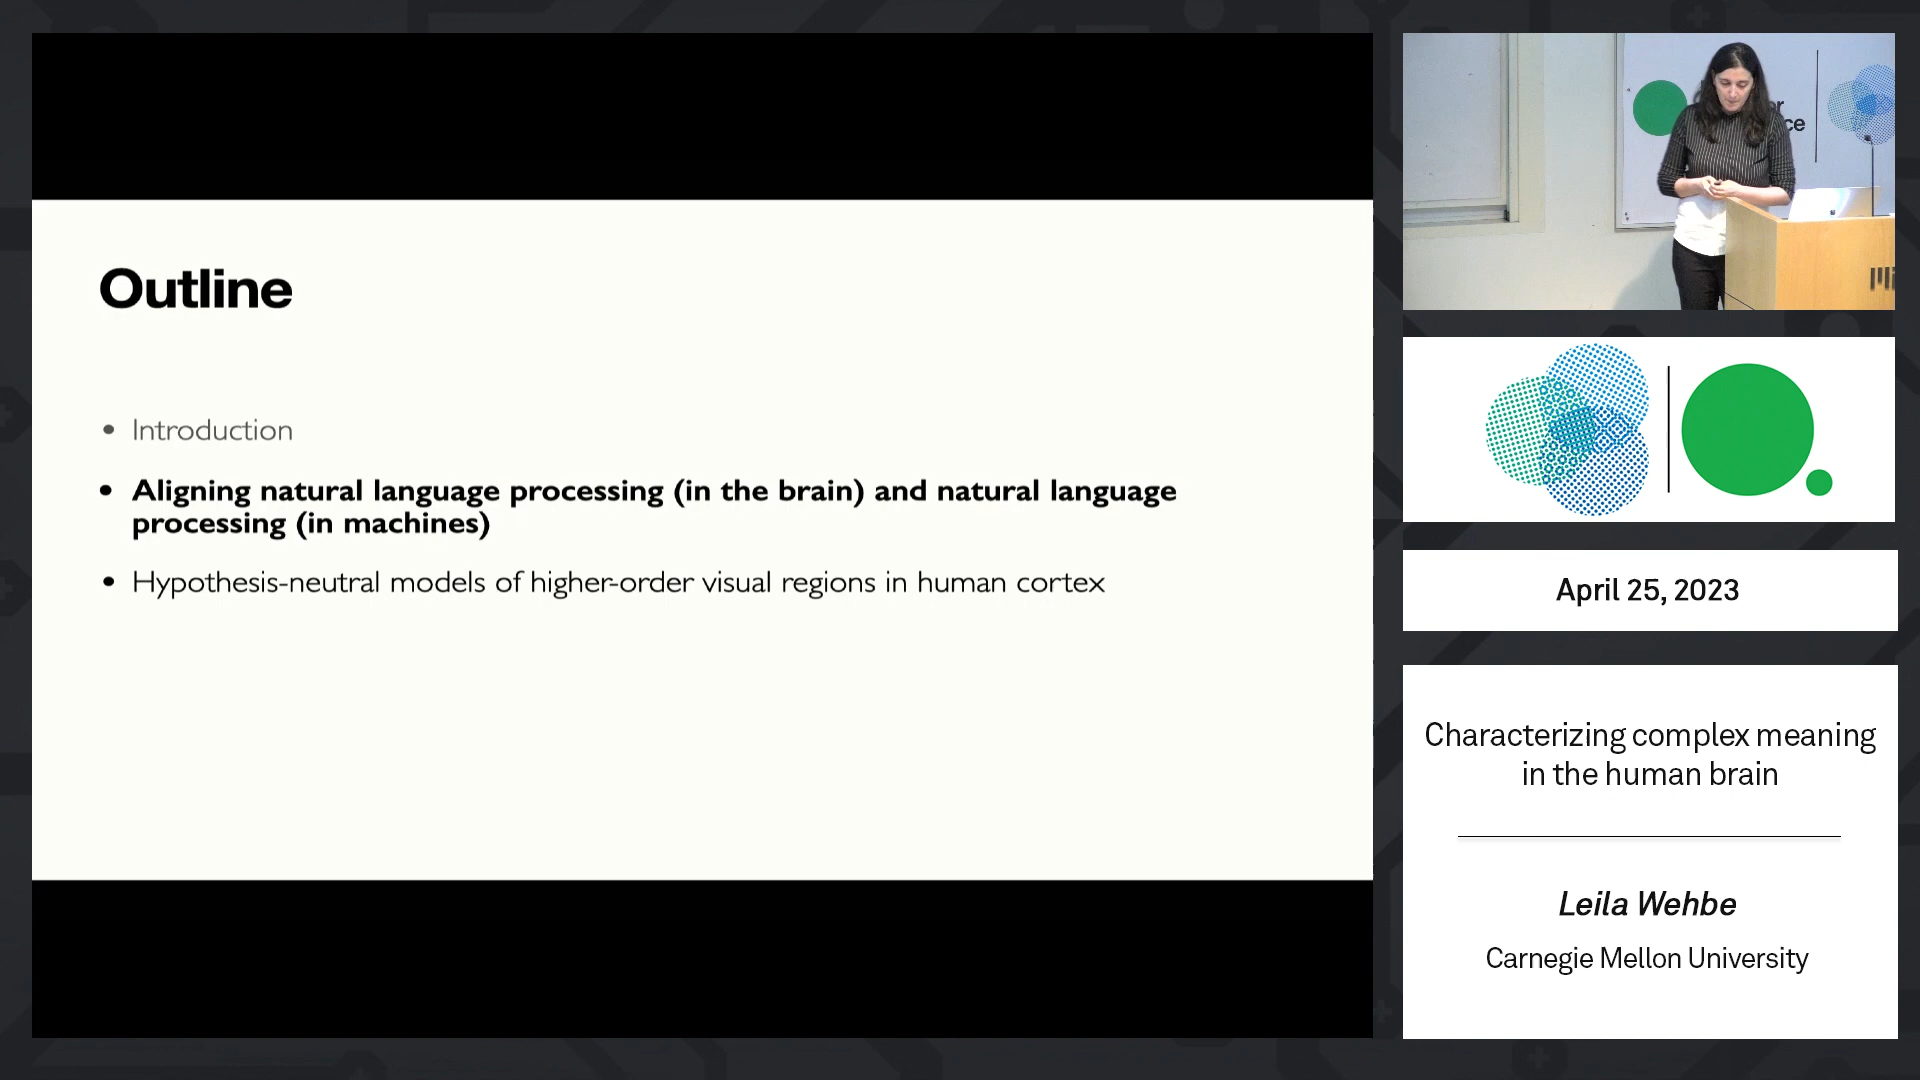 Outline
• Introduction
• Aligning natural language processing (in the brain) and natural language
processing (in machines)
• Hypothesis-neutral models of higher-order visual regions in human cortex
April 25, 2023
Characterizing complex meaning
in the human brain
Leila Wehbe
Carnegie Mellon University